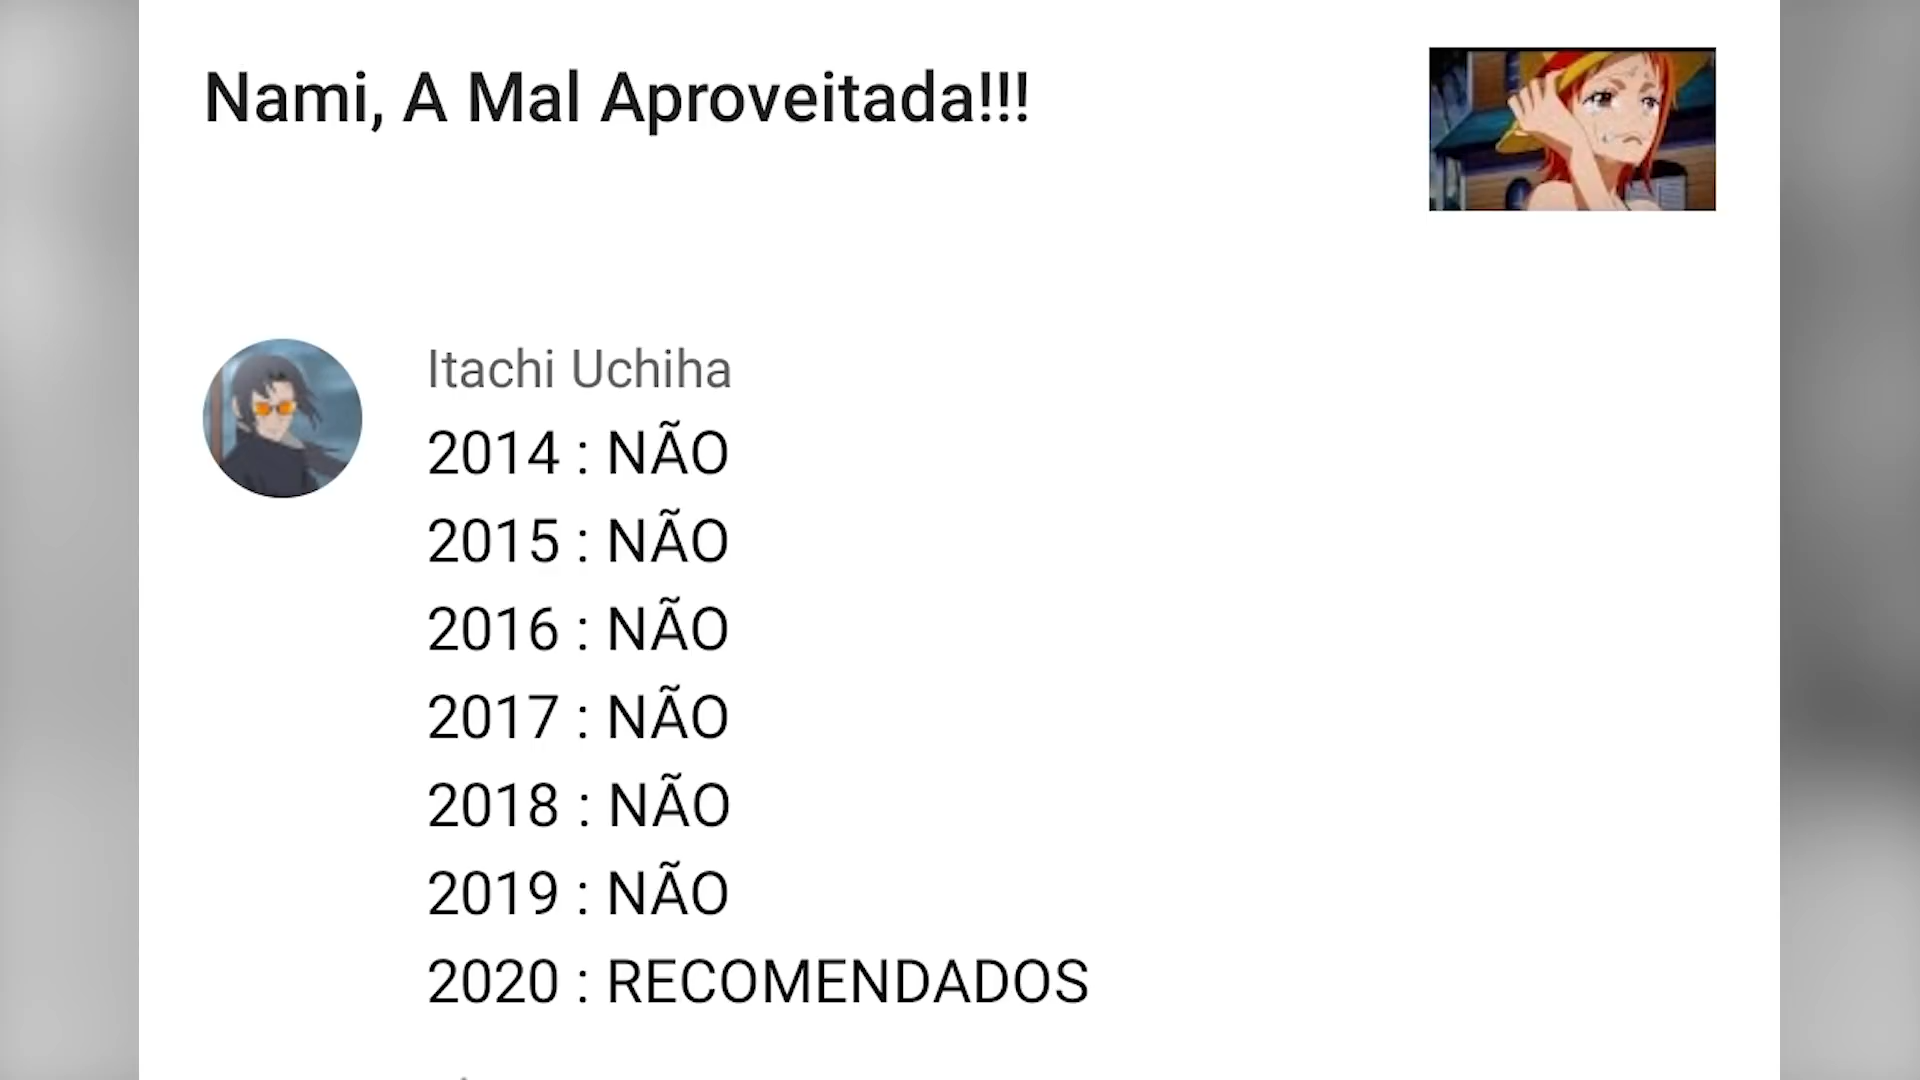 Nami, A Mal Aproveitada!!!
Itachi Uchiha
2014 : NÃO
2015 : NÃO
2016 : NÃO
2017 : NÃO
2018 : NÃO
2019 : NÃO
2020 : RECOMENDADOS